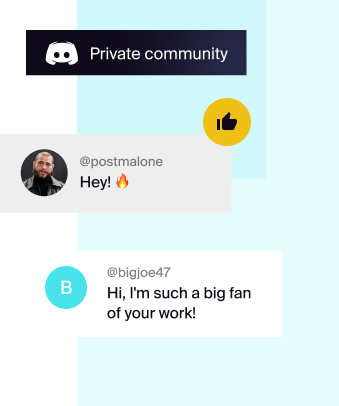 Private community
@postmalone
Hey! 🔥
@bigjoe47
B
Hi, I'm such a big fan
of your work!